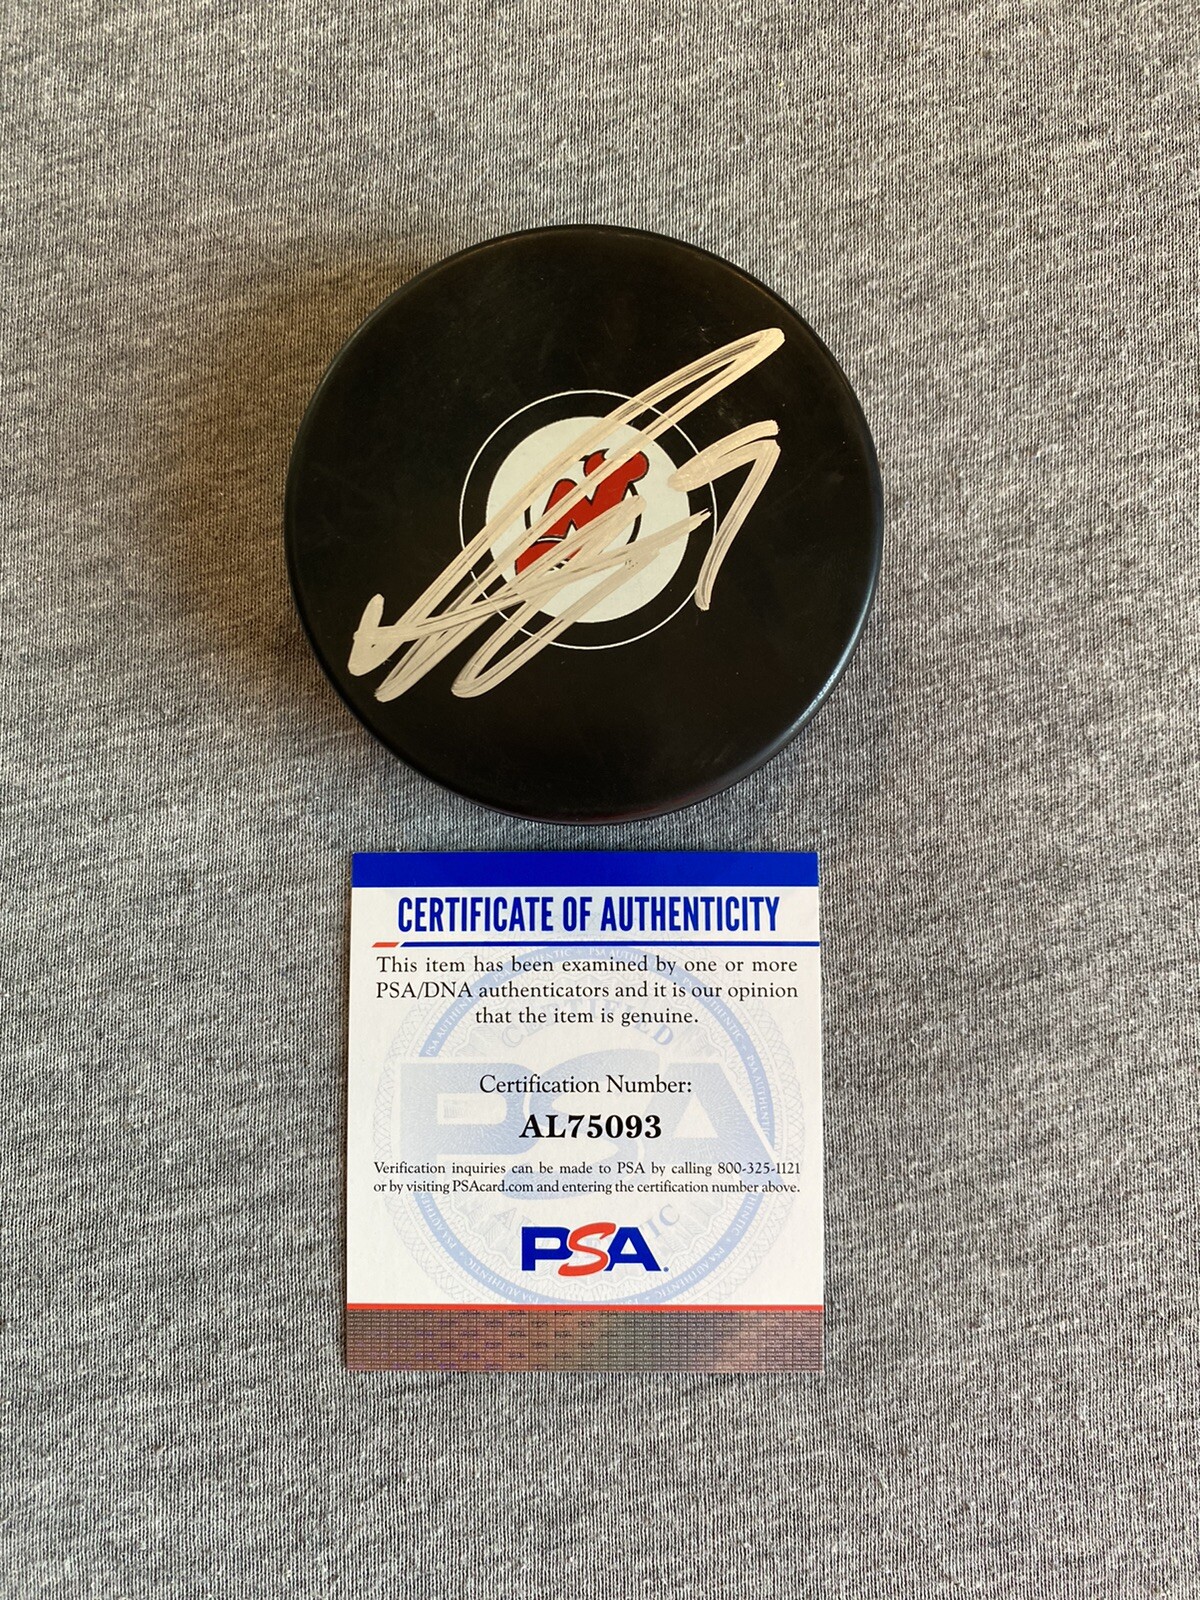 CERTIFICATE OF AUTHENTICITY
This item has been examined by one or more
PSA/DNA authenticators and it is our opinion
that the item is genuine.
Certification Number:
AL75093
Verification inquiries can be made to PSA by calling 800-325-1121
or by visiting PSAcard.com and entering the certification number above.
PSA